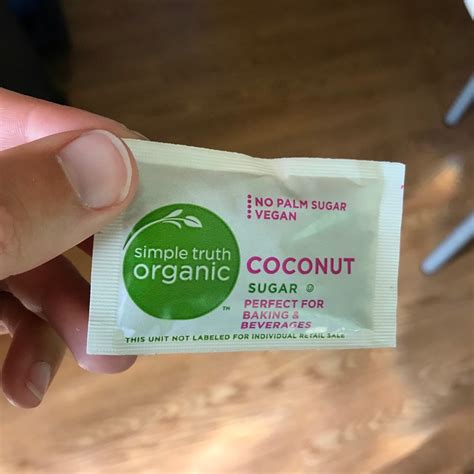 NO PALM SUGAR
VEGAN
simple truth
organic
™
COCONUT
SUGAR
PERFECT FOR
BAKING &
BEVERAGES
THIS UNIT NOT LABELED FOR INDIVIDUAL RETAIL SALE